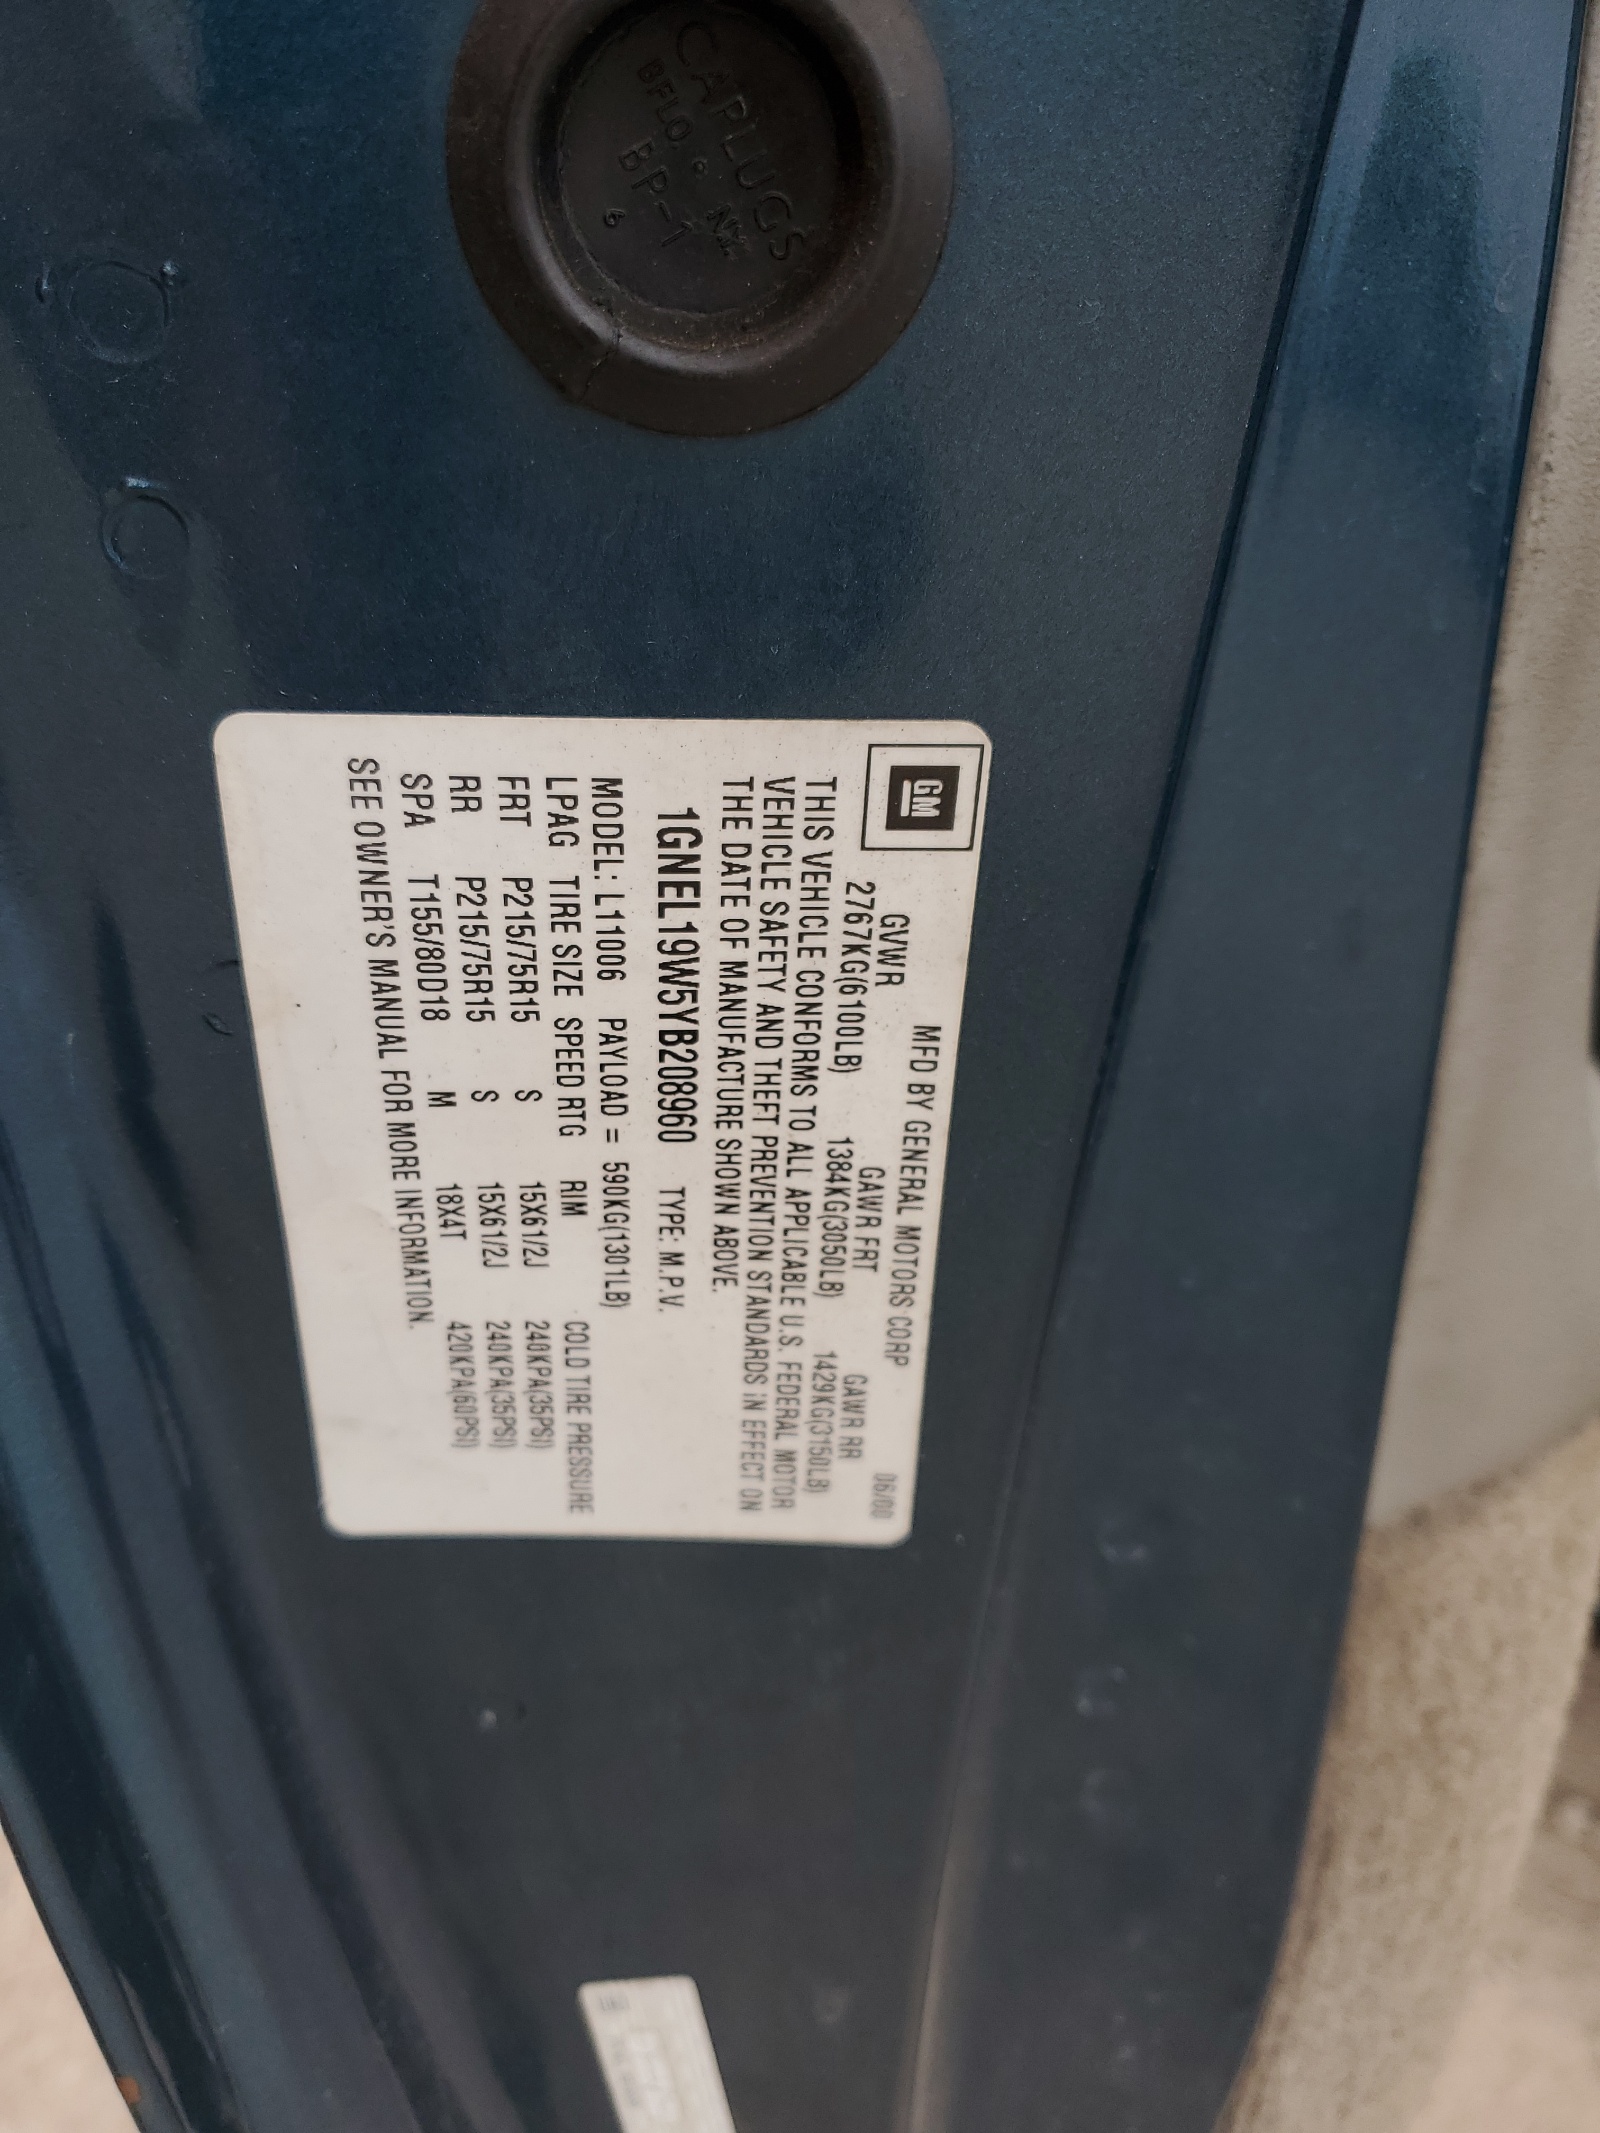 CAPLUGS
BFLO. N.Y.
BP-1
6
GM
MFD BY GENERAL MOTORS CORP 06/00
GVWR GAWR FRT GAWR RR
2767KG(6100LB) 1384KG(3050LB) 1429KG(3150LB)
THIS VEHICLE CONFORMS TO ALL APPLICABLE U.S. FEDERAL MOTOR
VEHICLE SAFETY AND THEFT PREVENTION STANDARDS IN EFFECT ON
THE DATE OF MANUFACTURE SHOWN ABOVE.
1GNEL19W5YB208960 TYPE: M.P.V.
MODEL: L11006 PAYLOAD = 590KG(1301LB)
LPAG TIRE SIZE SPEED RTG RIM COLD TIRE PRESSURE
FRT P215/75R15 S 15X61/2J 240KPA(35PSI)
RR P215/75R15 S 15X61/2J 240KPA(35PSI)
SPA T155/80D18 M 18X4T 420KPA(60PSI)
SEE OWNER'S MANUAL FOR MORE INFORMATION.